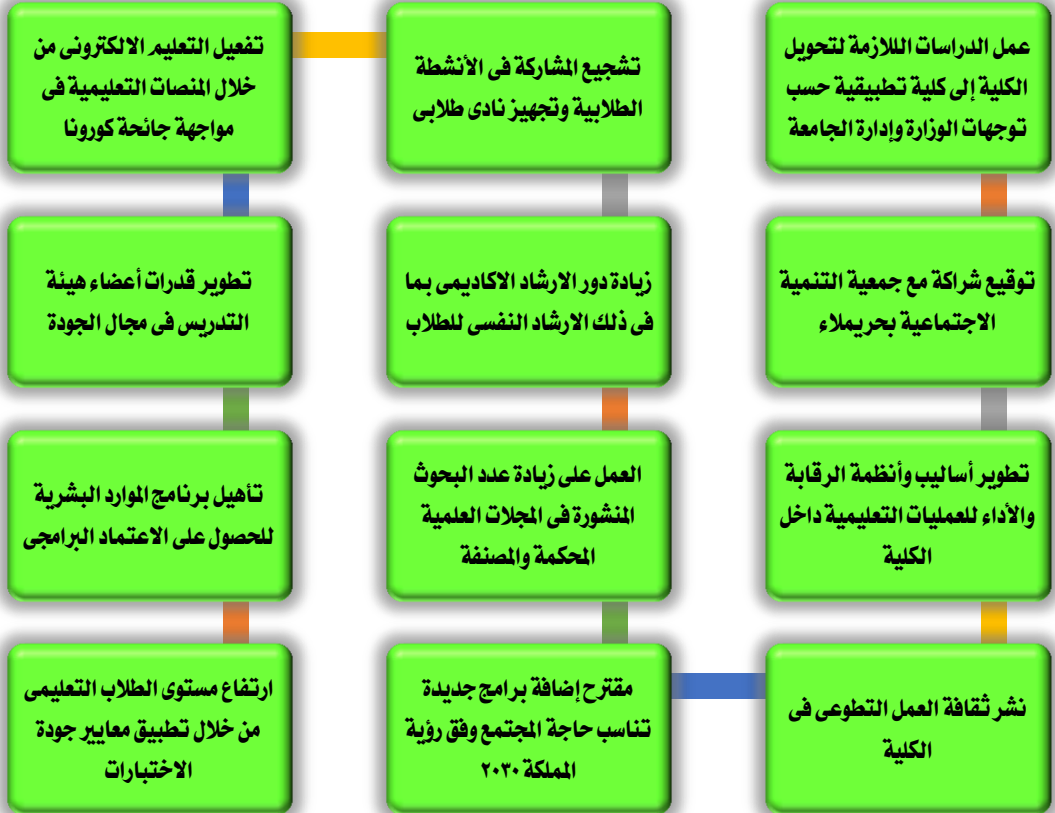 عمل الدراسات اللازمة لتحويل
الكلية إلى كلية تطبيقية حسب
توجهات الوزارة وإدارة الجامعة
توقيع شراكة مع جمعية التنمية
الاجتماعية بحريملاء
تطوير أساليب وأنظمة الرقابة
والأداء للعمليات التعليمية داخل
الكلية
نشر ثقافة العمل التطوعى فى
الكلية
مقترح إضافة برامج جديدة
تناسب حاجة المجتمع وفق رؤية
المملكة ٢٠٣٠
العمل على زيادة عدد البحوث
المنشورة فى المجلات العلمية
المحكمة والمصنفة
زيادة دور الارشاد الاكاديمى بما
فى ذلك الارشاد النفسى للطلاب
تشجيع المشاركة فى الأنشطة
الطلابية وتجهيز نادى طلابى
تفعيل التعليم الالكترونى من
خلال المنصات التعليمية فى
مواجهة جائحة كورونا
تطوير قدرات أعضاء هيئة
التدريس فى مجال الجودة
تأهيل برنامج الموارد البشرية
للحصول على الاعتماد البرامجى
ارتفاع مستوى الطلاب التعليمى
من خلال تطبيق معايير جودة
الاختبارات